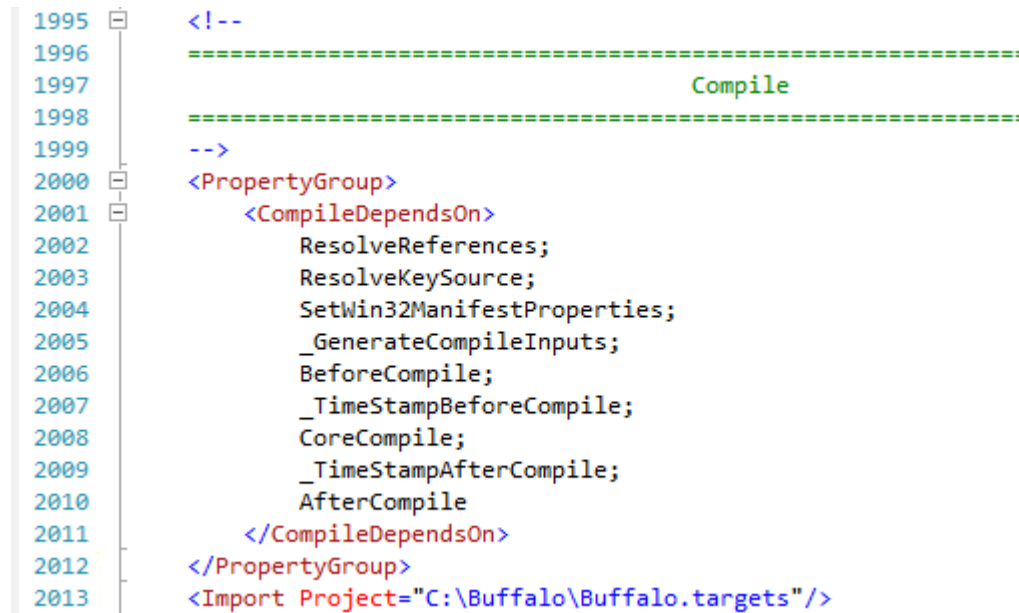 1995 <!--
1996 ===========================================================
1997 Compile
1998 ===========================================================
1999 -->
2000 <PropertyGroup>
2001 <CompileDependsOn>
2002 ResolveReferences;
2003 ResolveKeySource;
2004 SetWin32ManifestProperties;
2005 _GenerateCompileInputs;
2006 BeforeCompile;
2007 _TimeStampBeforeCompile;
2008 CoreCompile;
2009 _TimeStampAfterCompile;
2010 AfterCompile
2011 </CompileDependsOn>
2012 </PropertyGroup>
2013 <Import Project="C:\Buffalo\Buffalo.targets"/>